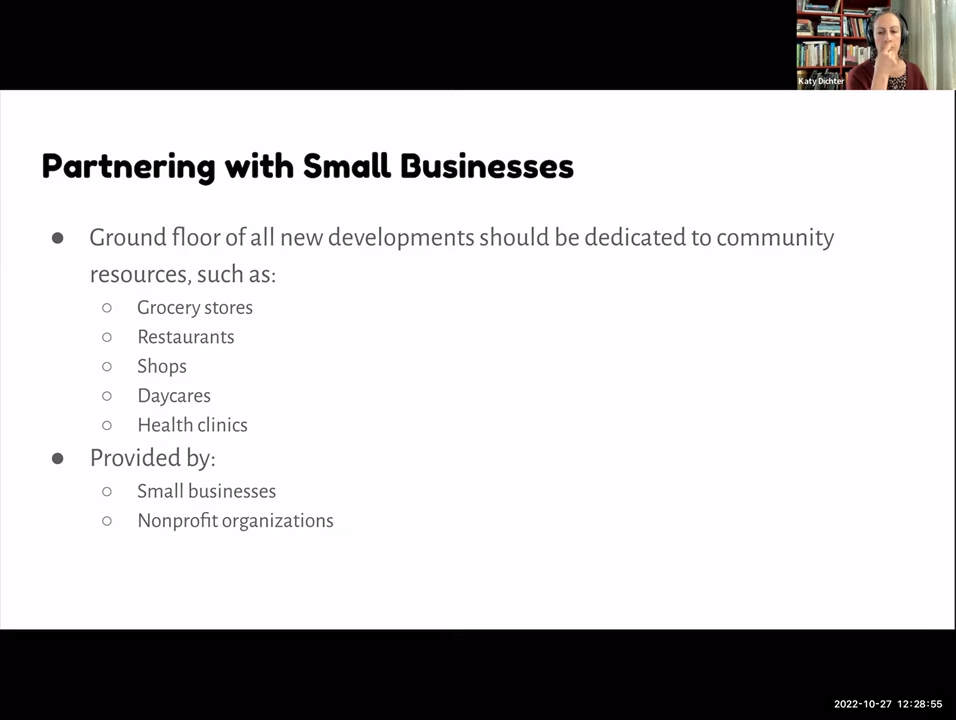 Katy Dichter
Partnering with Small Businesses
● Ground floor of all new developments should be dedicated to community
resources, such as:
○ Grocery stores
○ Restaurants
○ Shops
○ Daycares
○ Health clinics
● Provided by:
○ Small businesses
○ Nonprofit organizations
2022-10-27 12:28:55